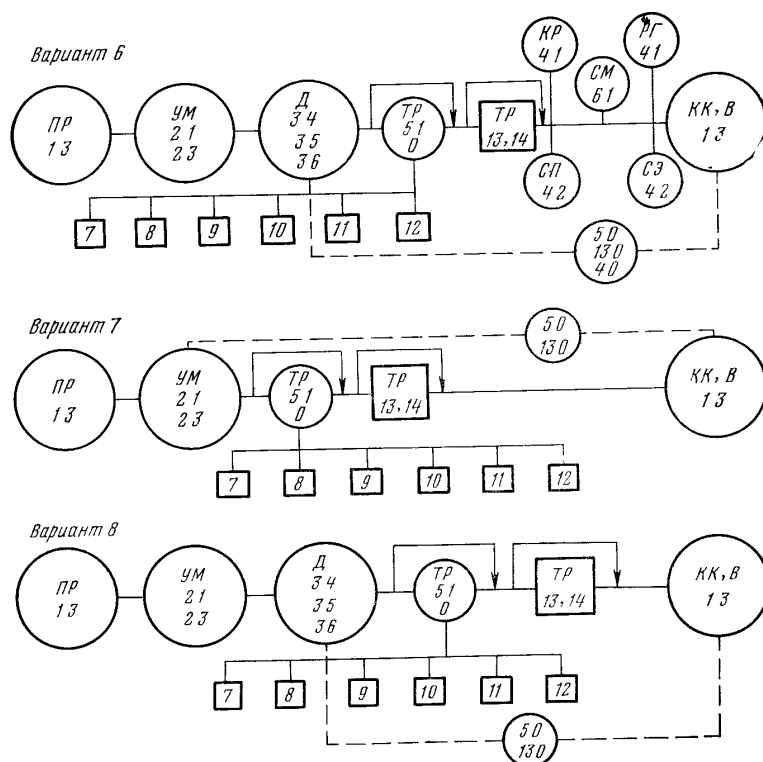 Вариант 6
КР
41
РГ
41
СМ
61
ПР
13
УМ
21
23
Д
34
35
36
ТР
51
0
ТР
13,14
КК, В
13
СП
42
СЭ
42
7
8
9
10
11
12
50
130
40
Вариант 7
50
130
ПР
13
УМ
21
23
ТР
51
0
ТР
13,14
КК, В
13
7
8
9
10
11
12
Вариант 8
ПР
13
УМ
21
23
Д
34
35
36
ТР
51
0
ТР
13,14
КК, В
13
7
8
9
10
11
12
50
130